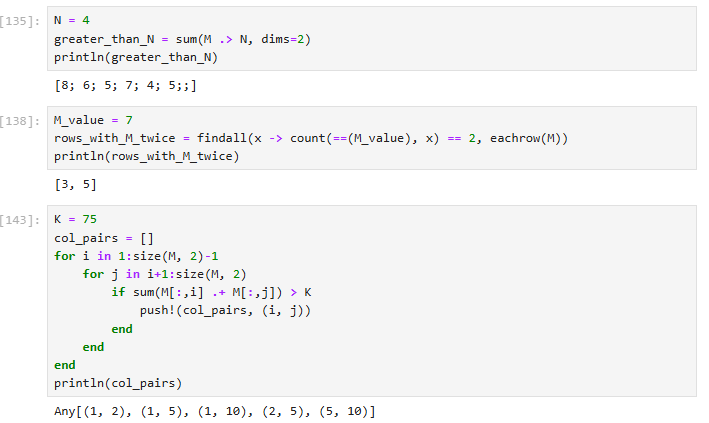 [135]:
N = 4
greater_than_N = sum(M .> N, dims=2)
println(greater_than_N)
[8; 6; 5; 7; 4; 5;;]
[138]:
M_value = 7
rows_with_M_twice = findall(x -> count(==(M_value), x) == 2, eachrow(M))
println(rows_with_M_twice)
[3, 5]
[143]:
K = 75
col_pairs = []
for i in 1:size(M, 2)-1
    for j in i+1:size(M, 2)
        if sum(M[:,i] .+ M[:,j]) > K
            push!(col_pairs, (i, j))
        end
    end
end
println(col_pairs)
Any[(1, 2), (1, 5), (1, 10), (2, 5), (5, 10)]